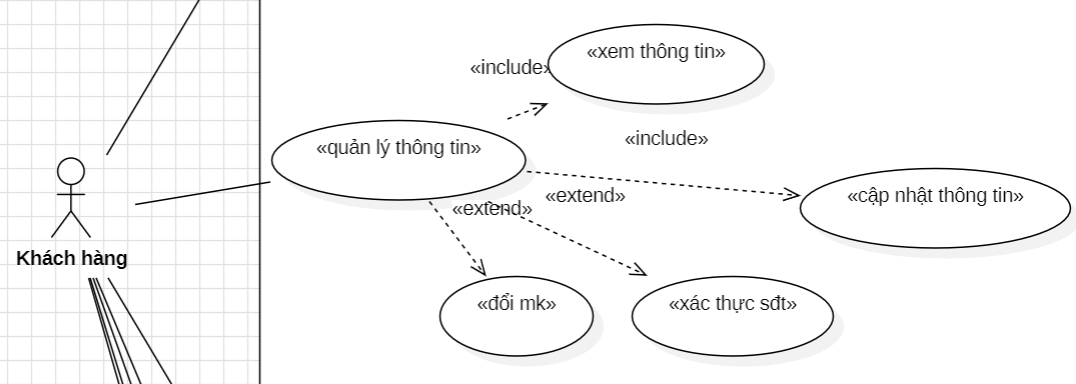 «xem thông tin»
«include»
«include»
«quản lý thông tin»
«cập nhật thông tin»
«extend»
«extend»
Khách hàng
«đổi mk»
«xác thực sđt»